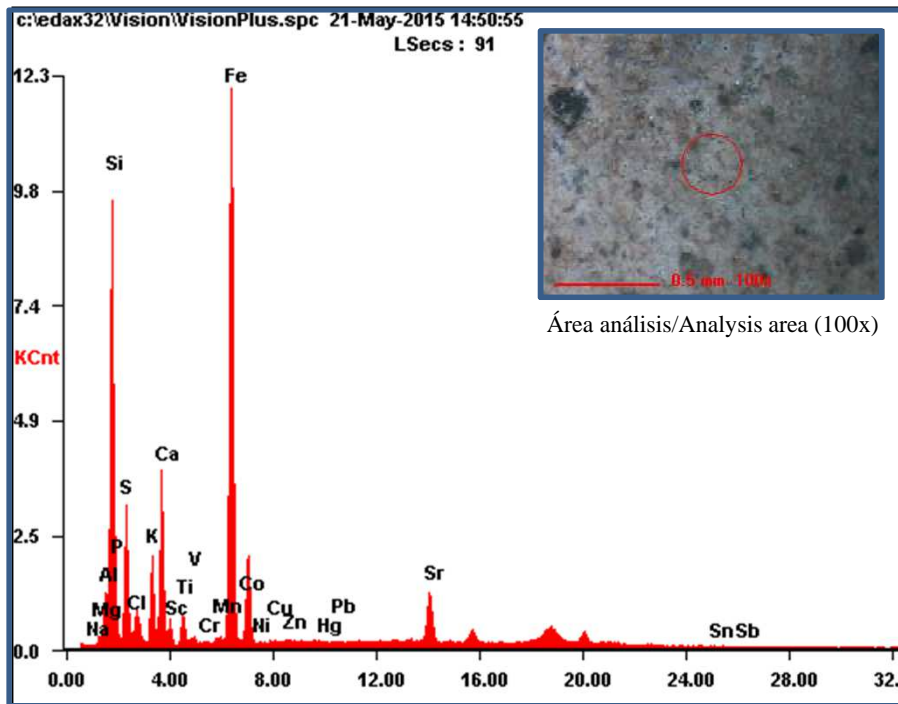 c:\edax32\Vision\VisionPlus.spc 21-May-2015 14:50:55
LSecs : 91
12.3
9.8
7.4
KCnt
4.9
2.5
0.0
Fe
Si
Ca
S
K
V
P
Al
Ti
Sr
Mg
Cl
Sc
Mn
Co
Cu
Pb
Na
Cr
Ni
Zn
Hg
Sn
Sb
0.00 4.00 8.00 12.00 16.00 20.00 24.00 28.00 32.
0.5 mm 100x
Área análisis/Analysis area (100x)